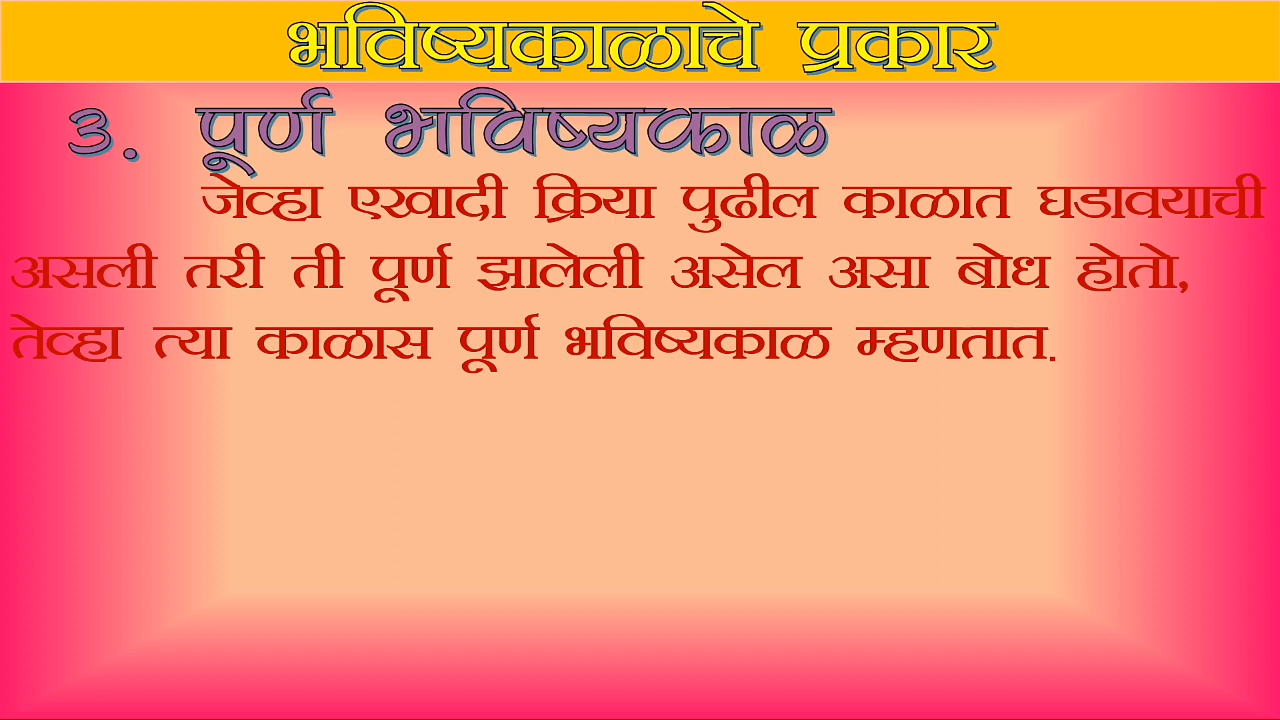 भविष्यकाळाचे प्रकार
३. पूर्ण भविष्यकाळ
जेव्हा एखादी क्रिया पुढील काळात घडावयाची
असली तरी ती पूर्ण झालेली असेल असा बोध होतो,
तेव्हा त्या काळास पूर्ण भविष्यकाळ म्हणतात.